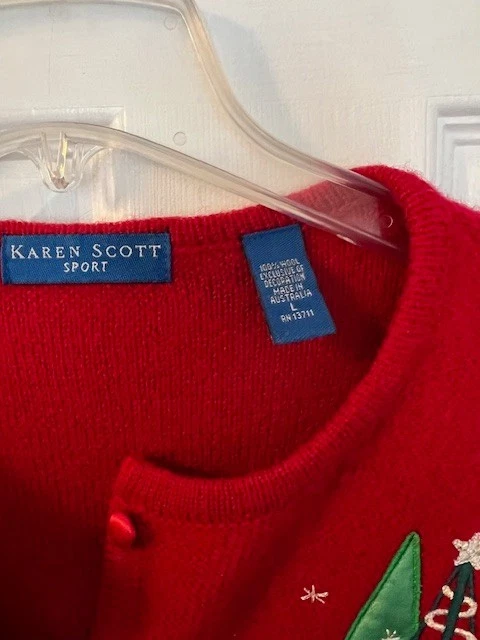 KAREN SCOTT
SPORT
100% WOOL
EXCLUSIVE OF
DECORATION
MADE IN
AUSTRALIA
L
RN 13711